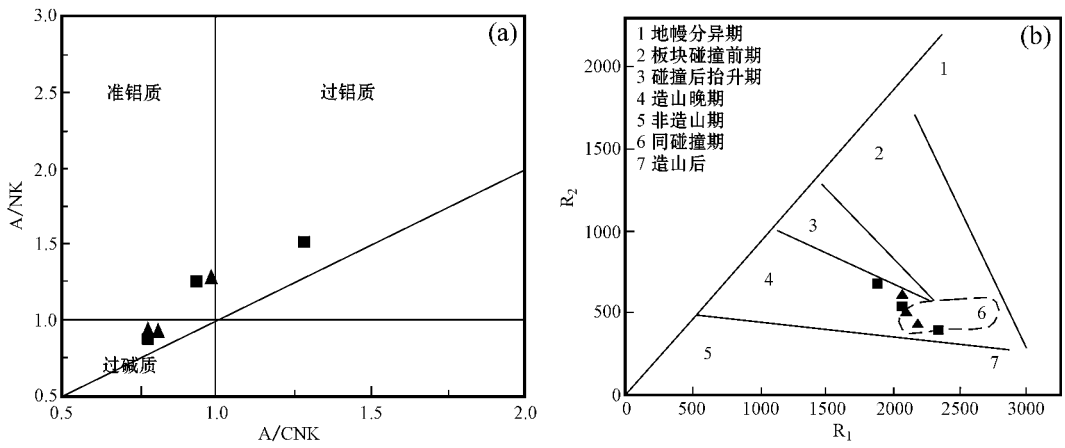 (a)
3.0
2.5
2.0
1.5
1.0
0.5
A/NK
准铝质
过铝质
过碱质
0.5
1.0
1.5
2.0
A/CNK
(b)
1 地幔分异期
2 板块碰撞前期
3 碰撞后抬升期
4 造山晚期
5 非造山期
6 同碰撞期
7 造山后
2000
1500
1000
500
0
R2
1
2
3
4
5
6
7
0
500
1000
1500
2000
2500
3000
R1